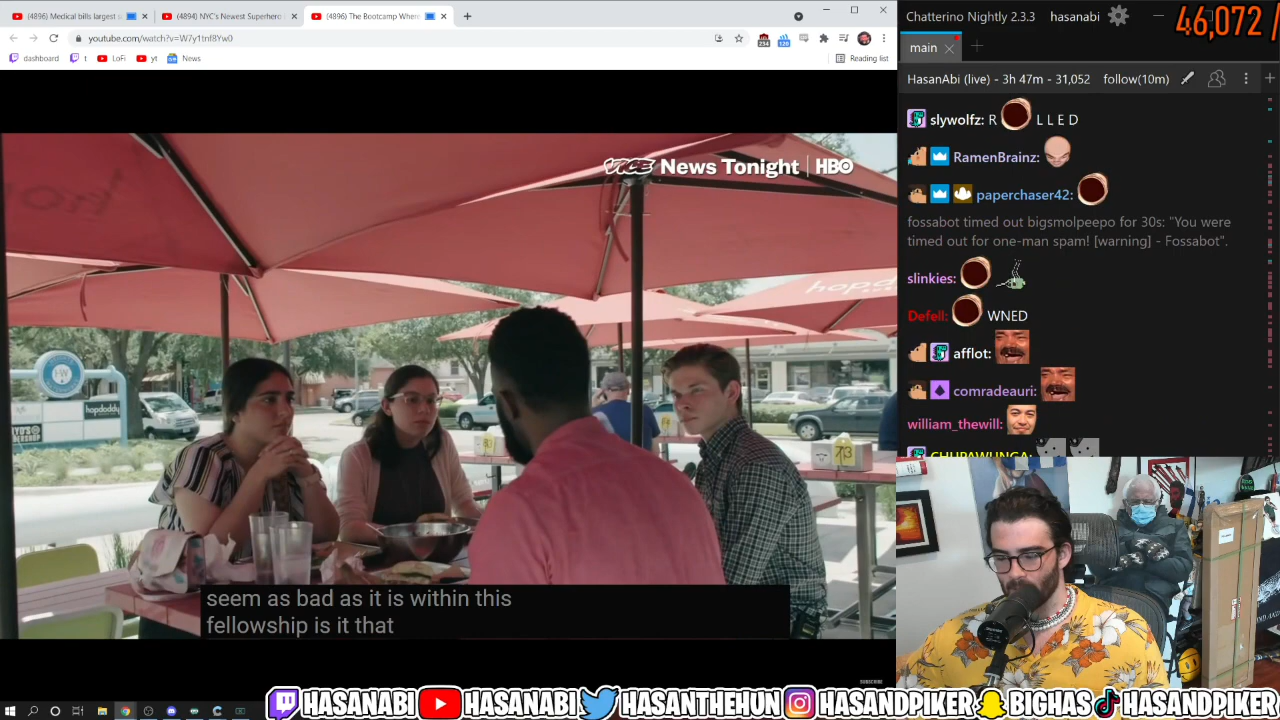 (4896) Medical bills largest s
(4894) NYC's Newest Superhero
(4896) The Bootcamp Where
youtube.com/watch?v=W7y1tnf8Yw0
dashboard
t
LoFi
yt
News
Reading list
VICE News Tonight | HBO
hopdaddy
seem as bad as it is within this
fellowship is it that
SUBSCRIBE
Chatterino Nightly 2.3.3
hasanabi
46,072 /
main
HasanAbi (live) - 3h 47m - 31,052
follow(10m)
slywolfz: R L L E D
RamenBrainz:
paperchaser42:
fossabot timed out bigsmolpeepo for 30s: "You were
timed out for one-man spam! [warning] - Fossabot".
slinkies:
Defell: WNED
afflot:
comradeauri:
william_thewill:
CHUPAWUNGA:
HASANABI
HASANABI
HASANTHEHUN
HASANDPIKER
BIGHAS
HASANDPIKER